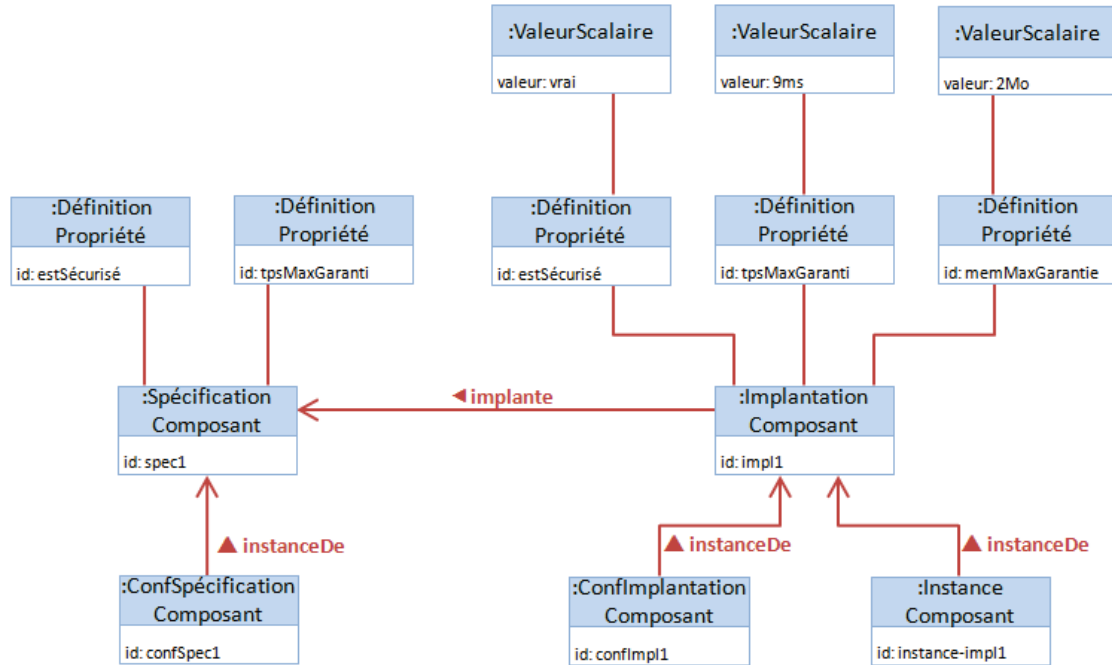 :ValeurScalaire
valeur: vrai
:ValeurScalaire
valeur: 9ms
:ValeurScalaire
valeur: 2Mo
:Définition
Propriété
id: estSécurisé
:Définition
Propriété
id: tpsMaxGaranti
:Définition
Propriété
id: estSécurisé
:Définition
Propriété
id: tpsMaxGaranti
:Définition
Propriété
id: memMaxGarantie
:Spécification
Composant
id: spec1
implante
:Implantation
Composant
id: impl1
instanceDe
instanceDe
instanceDe
:ConfSpécification
Composant
id: confSpec1
:ConfImplantation
Composant
id: confImpl1
:Instance
Composant
id: instance-impl1